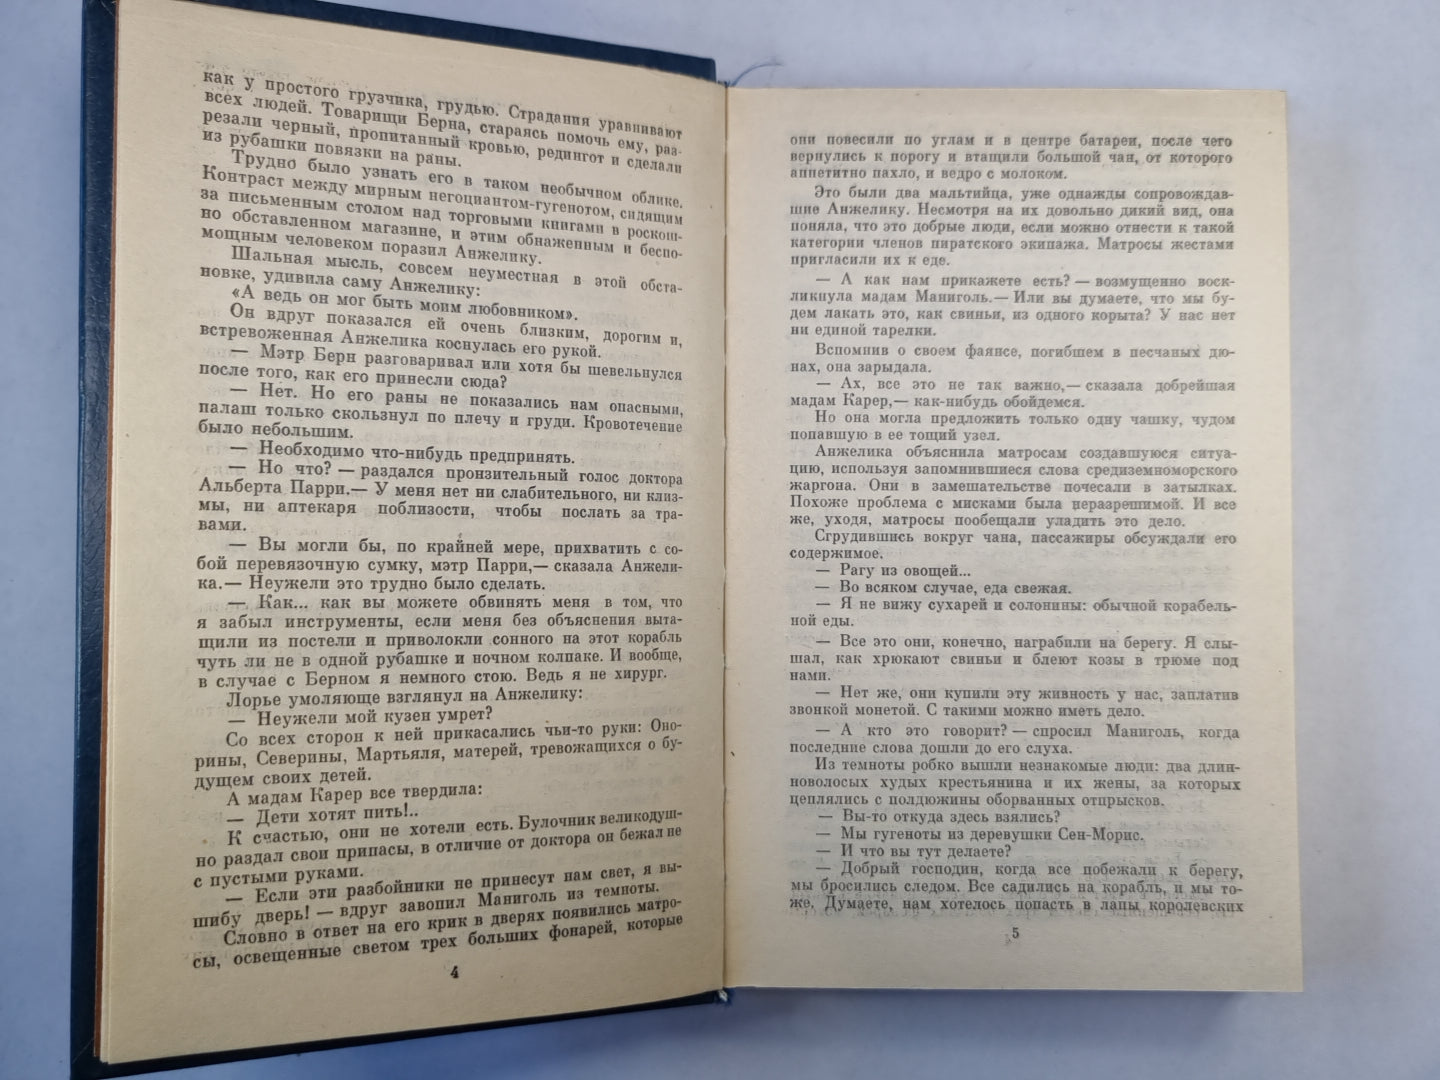 как у простого грузчика, грудью. Страдания уравнивают
всех людей. Товарищи Берна, стараясь помочь ему, раз-
резали черный, пропитанный кровью, редингот и сделали
из рубашки повязки на раны.
Трудно было узнать его в таком необычном облике.
Контраст между мирным негоциантом-гугенотом, сидящим
за письменным столом над торговыми книгами в роскош-
но обставленном магазине, и этим обнаженным и беспо-
мощным человеком поразил Анжелику.
Шальная мысль, совсем неуместная в этой обста-
новке, удивила саму Анжелику:
«А ведь он мог быть моим любовником».
Он вдруг показался ей очень близким, дорогим и,
встревоженная Анжелика коснулась его рукой.
— Мэтр Берн разговаривал или хотя бы шевельнулся
после того, как его принесли сюда?
— Нет. Но его раны не показались нам опасными,
палаш только скользнул по плечу и груди. Кровотечение
было небольшим.
— Необходимо что-нибудь предпринять.
— Но что? — раздался пронзительный голос доктора
Альберта Парри.— У меня нет ни слабительного, ни клиз-
мы, ни аптекаря поблизости, чтобы послать за тра-
вами.
— Вы могли бы, по крайней мере, прихватить с со-
бой перевязочную сумку, мэтр Парри,— сказала Анжели-
ка.— Неужели это трудно было сделать.
— Как... как вы можете обвинять меня в том, что
я забыл инструменты, если меня без объяснения выта-
щили из постели и приволокли сонного на этот корабль
чуть ли не в одной рубашке и ночном колпаке. И вообще,
в случае с Берном я немного стою. Ведь я не хирург.
Лорье умоляюще взглянул на Анжелику:
— Неужели мой кузен умрет?
Со всех сторон к ней прикасались чьи-то руки: Оно-
рины, Северины, Мартьяля, матерей, тревожащихся о бу-
дущем своих детей.
А мадам Карер все твердила:
— Дети хотят пить!..
К счастью, они не хотели есть. Булочник великодуш-
но раздал свои припасы, в отличие от доктора он бежал не
с пустыми руками.
— Если эти разбойники не принесут нам свет, я вы-
шибу дверь! — вдруг завопил Маниголь из темноты.
Словно в ответ на его крик в дверях появились матро-
сы, освещенные светом трех больших фонарей, которые
4
они повесили по углам и в центре батареи, после чего
вернулись к порогу и втащили большой чан, от которого
аппетитно пахло, и ведро с молоком.
Это были два мальтийца, уже однажды сопровождав-
шие Анжелику. Несмотря на их довольно дикий вид, она
поняла, что это добрые люди, если можно отнести к такой
категории членов пиратского экипажа. Матросы жестами
пригласили их к еде.
— А как нам прикажете есть? — возмущенно воск-
ликнула мадам Маниголь.— Или вы думаете, что мы бу-
дем лакать это, как свиньи, из одного корыта? У нас нет
ни единой тарелки.
Вспомнив о своем фаянсе, погибшем в песчаных дю-
нах, она зарыдала.
— Ах, все это не так важно,— сказала добрейшая
мадам Карер,— как-нибудь обойдемся.
Но она могла предложить только одну чашку, чудом
попавшую в ее тощий узел.
Анжелика объяснила матросам создавшуюся ситуа-
цию, используя запомнившиеся слова средиземноморского
жаргона. Они в замешательстве почесали в затылках.
Похоже проблема с мисками была неразрешимой. И все
же, уходя, матросы пообещали уладить это дело.
Сгрудившись вокруг чана, пассажиры обсуждали его
содержимое.
— Рагу из овощей...
— Во всяком случае, еда свежая.
— Я не вижу сухарей и солонины: обычной корабель-
ной еды.
— Все это они, конечно, награбили на берегу. Я слы-
шал, как хрюкают свиньи и блеют козы в трюме под
нами.
— Нет же, они купили эту живность у нас, заплатив
звонкой монетой. С такими можно иметь дело.
— А кто это говорит? — спросил Маниголь, когда
последние слова дошли до его слуха.
Из темноты робко вышли незнакомые люди: два длин-
новолосых худых крестьянина и их жены, за которых
цеплялись с полдюжины оборванных отпрысков.
— Вы-то откуда здесь взялись?
— Мы гугеноты из деревушки Сен-Морис.
— И что вы тут делаете?
— Добрый господин, когда все побежали к берегу,
мы бросились следом. Все садились на корабль, и мы то-
же. Думаете, нам хотелось попасть в лапы королевских
5